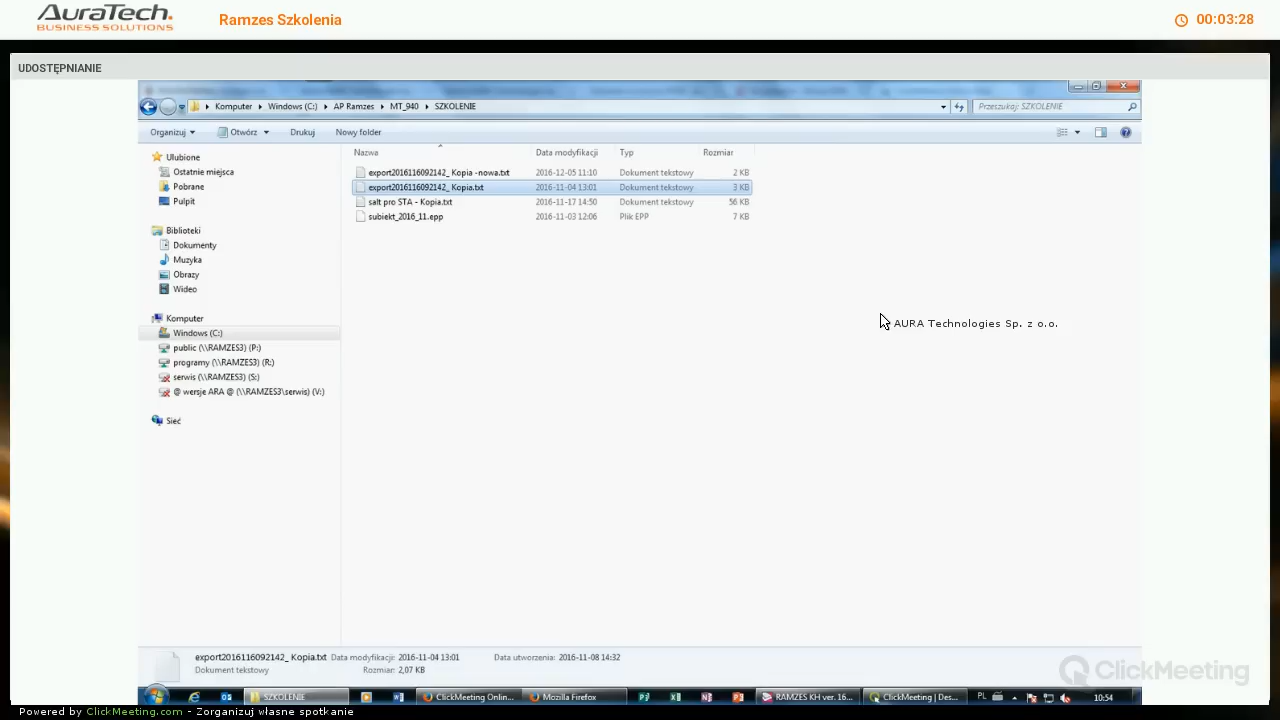 AURATECH. Ramzes Szkolenia 00:03:28
BUSINESS SOLUTIONS
UDOSTĘPNIANIE
Komputer Windows (C:) AP Ramzes MT_940 SZKOLENIE Przeszukaj: SZKOLENIE
Organizuj Otwórz Drukuj Nowy folder
Nazwa Data modyfikacji Typ Rozmiar
Ulubione
Ostatnie miejsca
Pobrane
Pulpit
Biblioteki
Dokumenty
Muzyka
Obrazy
Wideo
Komputer
Windows (C:)
public (\\RAMZES3) (P:)
programy (\\RAMZES3) (R:)
serwis (\\RAMZES3) (S:)
@ wersje ARA @ (\\RAMZES3\serwis) (V:)
Sieć
export2016116092142_ Kopia -nowa.txt 2016-12-05 11:10 Dokument tekstowy 2 KB
export2016116092142_ Kopia.txt 2016-11-04 13:01 Dokument tekstowy 3 KB
salt pro STA - Kopia.txt 2016-11-17 14:50 Dokument tekstowy 56 KB
subiekt_2016_11.epp 2016-11-03 12:06 Plik EPP 7 KB
AURA Technologies Sp. z o.o.
export2016116092142_ Kopia.txt Data modyfikacji: 2016-11-04 13:01 Data utworzenia: 2016-11-08 14:32
Dokument tekstowy Rozmiar: 2,07 KB
ClickMeeting
SZKOLENIE ClickMeeting Onlin... Mozilla Firefox RAMZES KH ver. 16... ClickMeeting | Des... PL 10:54
Powered by ClickMeeting.com - Zorganizuj własne spotkanie